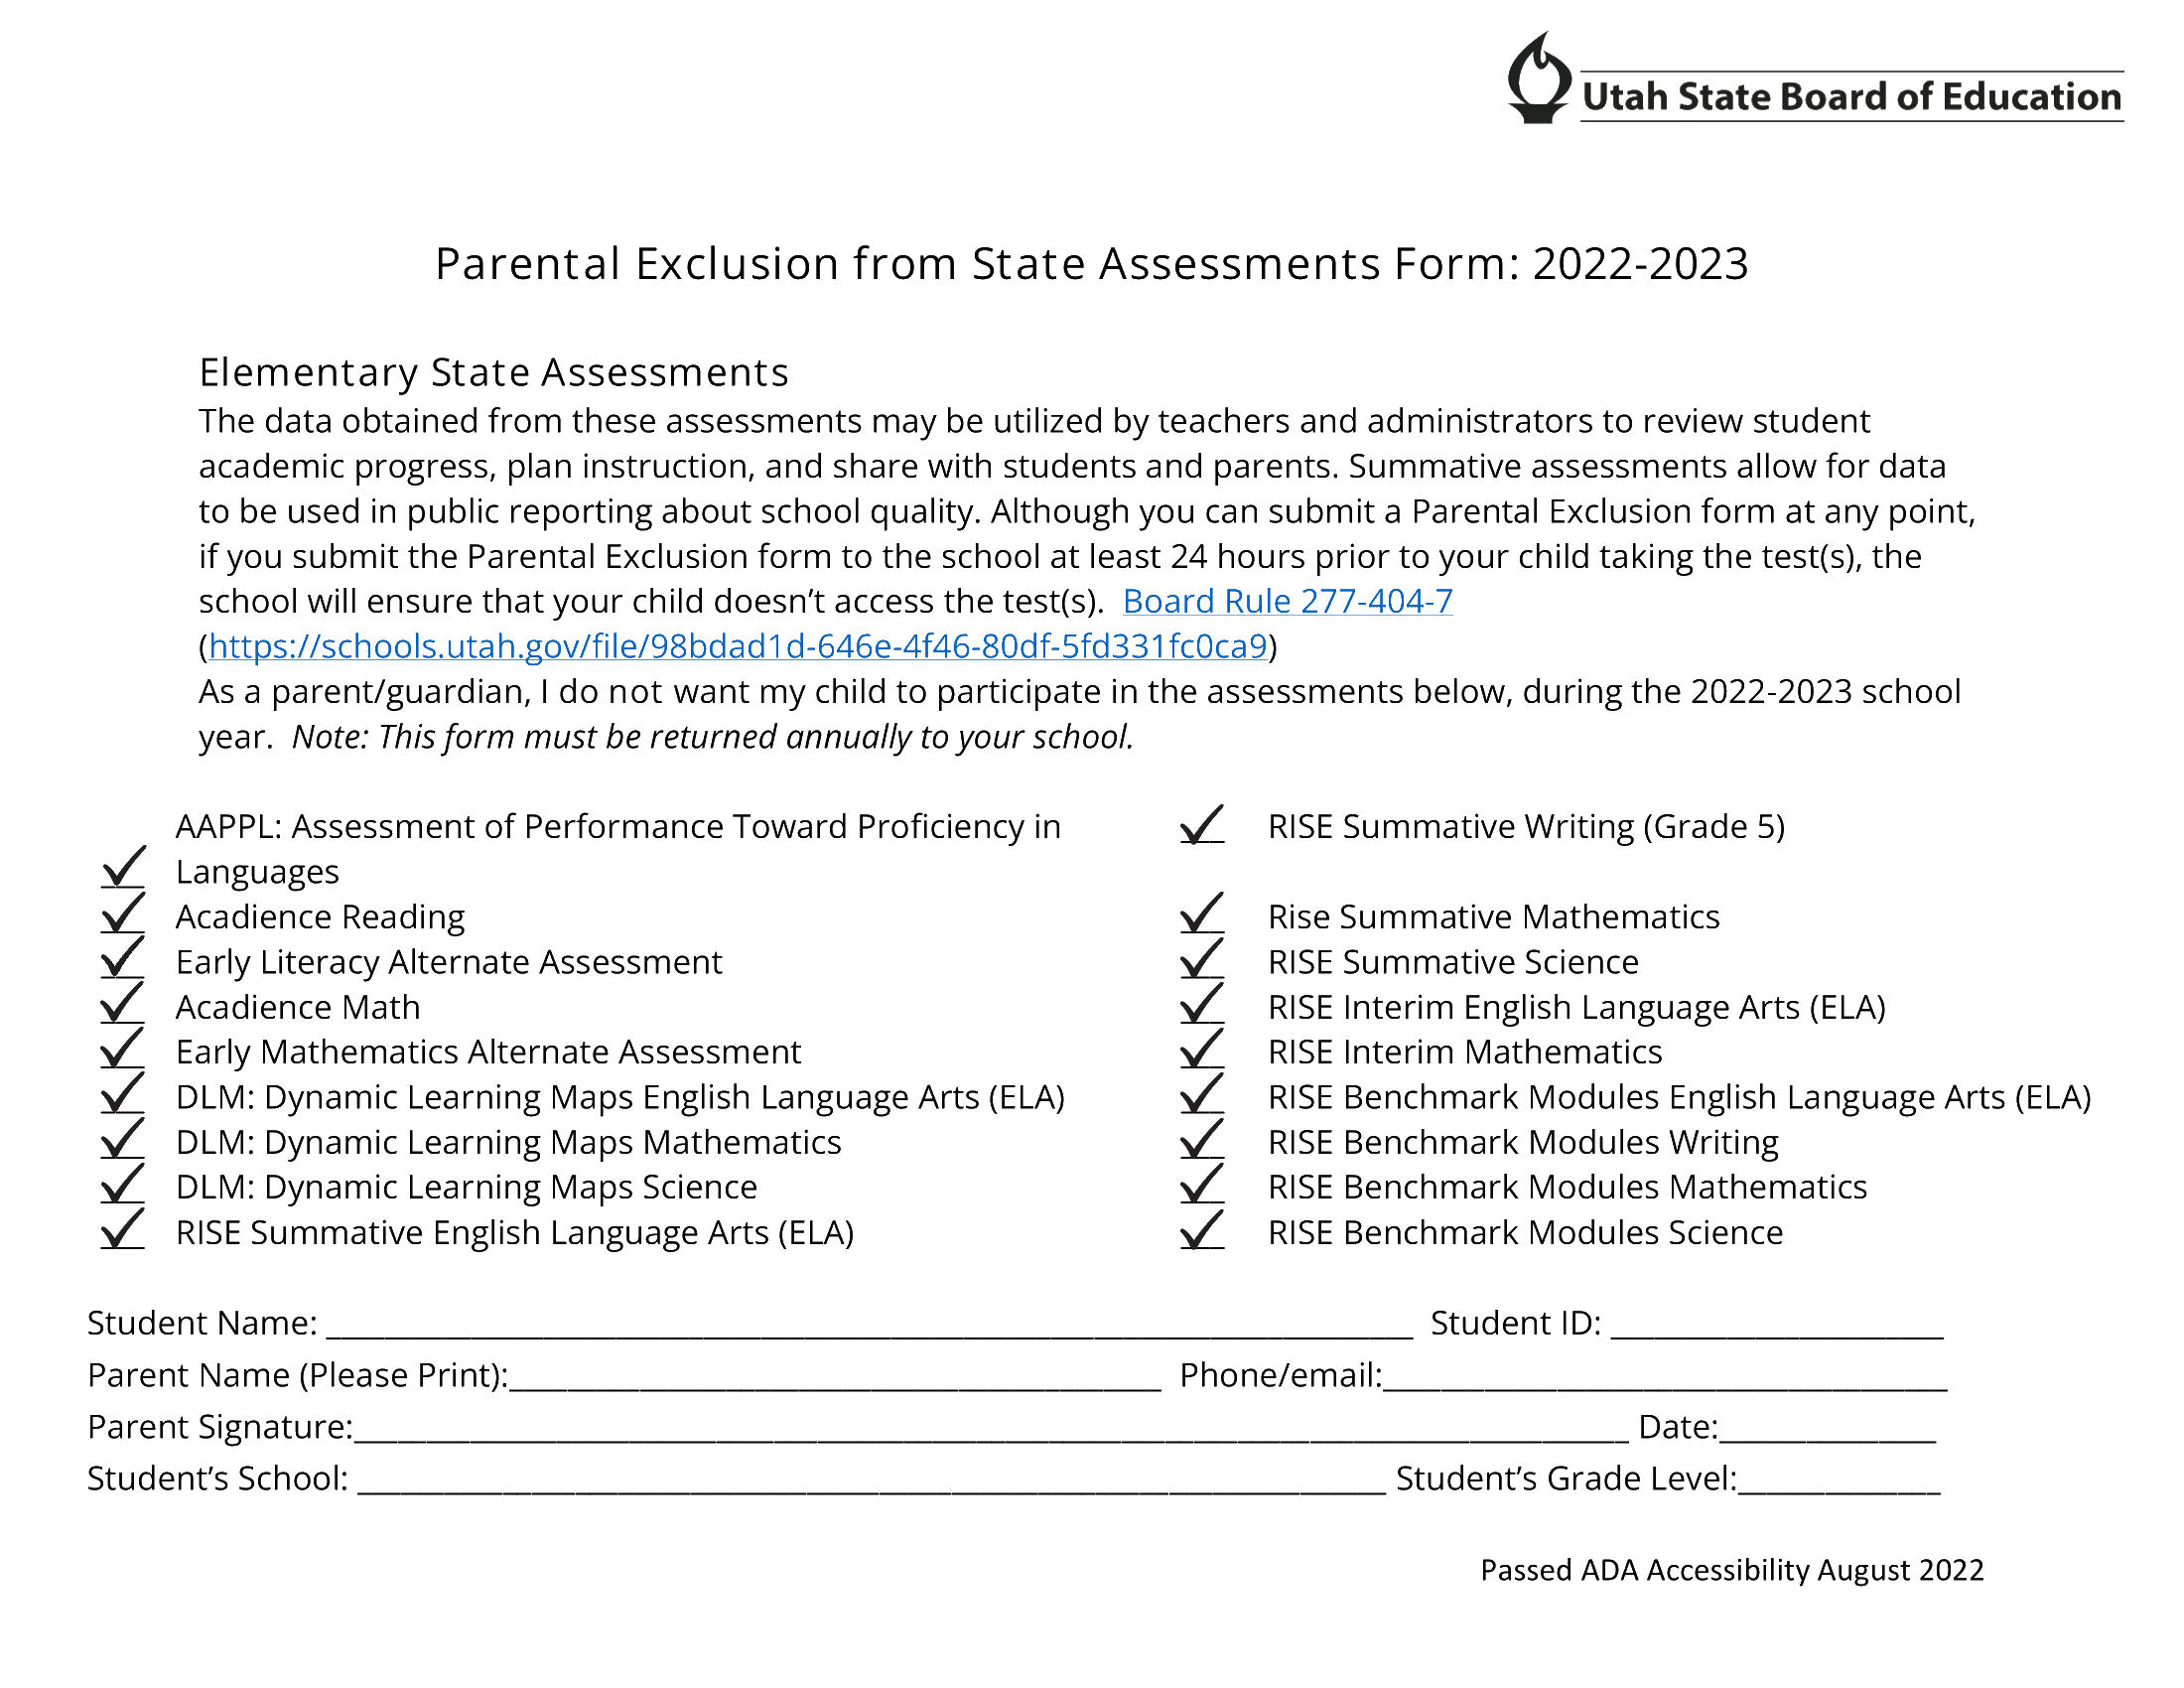 Utah State Board of Education
Parental Exclusion from State Assessments Form: 2022-2023
Elementary State Assessments
The data obtained from these assessments may be utilized by teachers and administrators to review student
academic progress, plan instruction, and share with students and parents. Summative assessments allow for data
to be used in public reporting about school quality. Although you can submit a Parental Exclusion form at any point,
if you submit the Parental Exclusion form to the school at least 24 hours prior to your child taking the test(s), the
school will ensure that your child doesn’t access the test(s).  Board Rule 277-404-7
(https://schools.utah.gov/file/98bdad1d-646e-4f46-80df-5fd331fc0ca9)
As a parent/guardian, I do not want my child to participate in the assessments below, during the 2022-2023 school
year.  Note: This form must be returned annually to your school.
AAPPL: Assessment of Performance Toward Proficiency in
✓ Languages
✓ Acadience Reading
✓ Early Literacy Alternate Assessment
✓ Acadience Math
✓ Early Mathematics Alternate Assessment
✓ DLM: Dynamic Learning Maps English Language Arts (ELA)
✓ DLM: Dynamic Learning Maps Mathematics
✓ DLM: Dynamic Learning Maps Science
✓ RISE Summative English Language Arts (ELA)
✓ RISE Summative Writing (Grade 5)
✓ Rise Summative Mathematics
✓ RISE Summative Science
✓ RISE Interim English Language Arts (ELA)
✓ RISE Interim Mathematics
✓ RISE Benchmark Modules English Language Arts (ELA)
✓ RISE Benchmark Modules Writing
✓ RISE Benchmark Modules Mathematics
✓ RISE Benchmark Modules Science
Student Name: ____ Student ID: ____
Parent Name (Please Print):____ Phone/email:____
Parent Signature:____ Date:____
Student’s School: ____ Student’s Grade Level:____
Passed ADA Accessibility August 2022